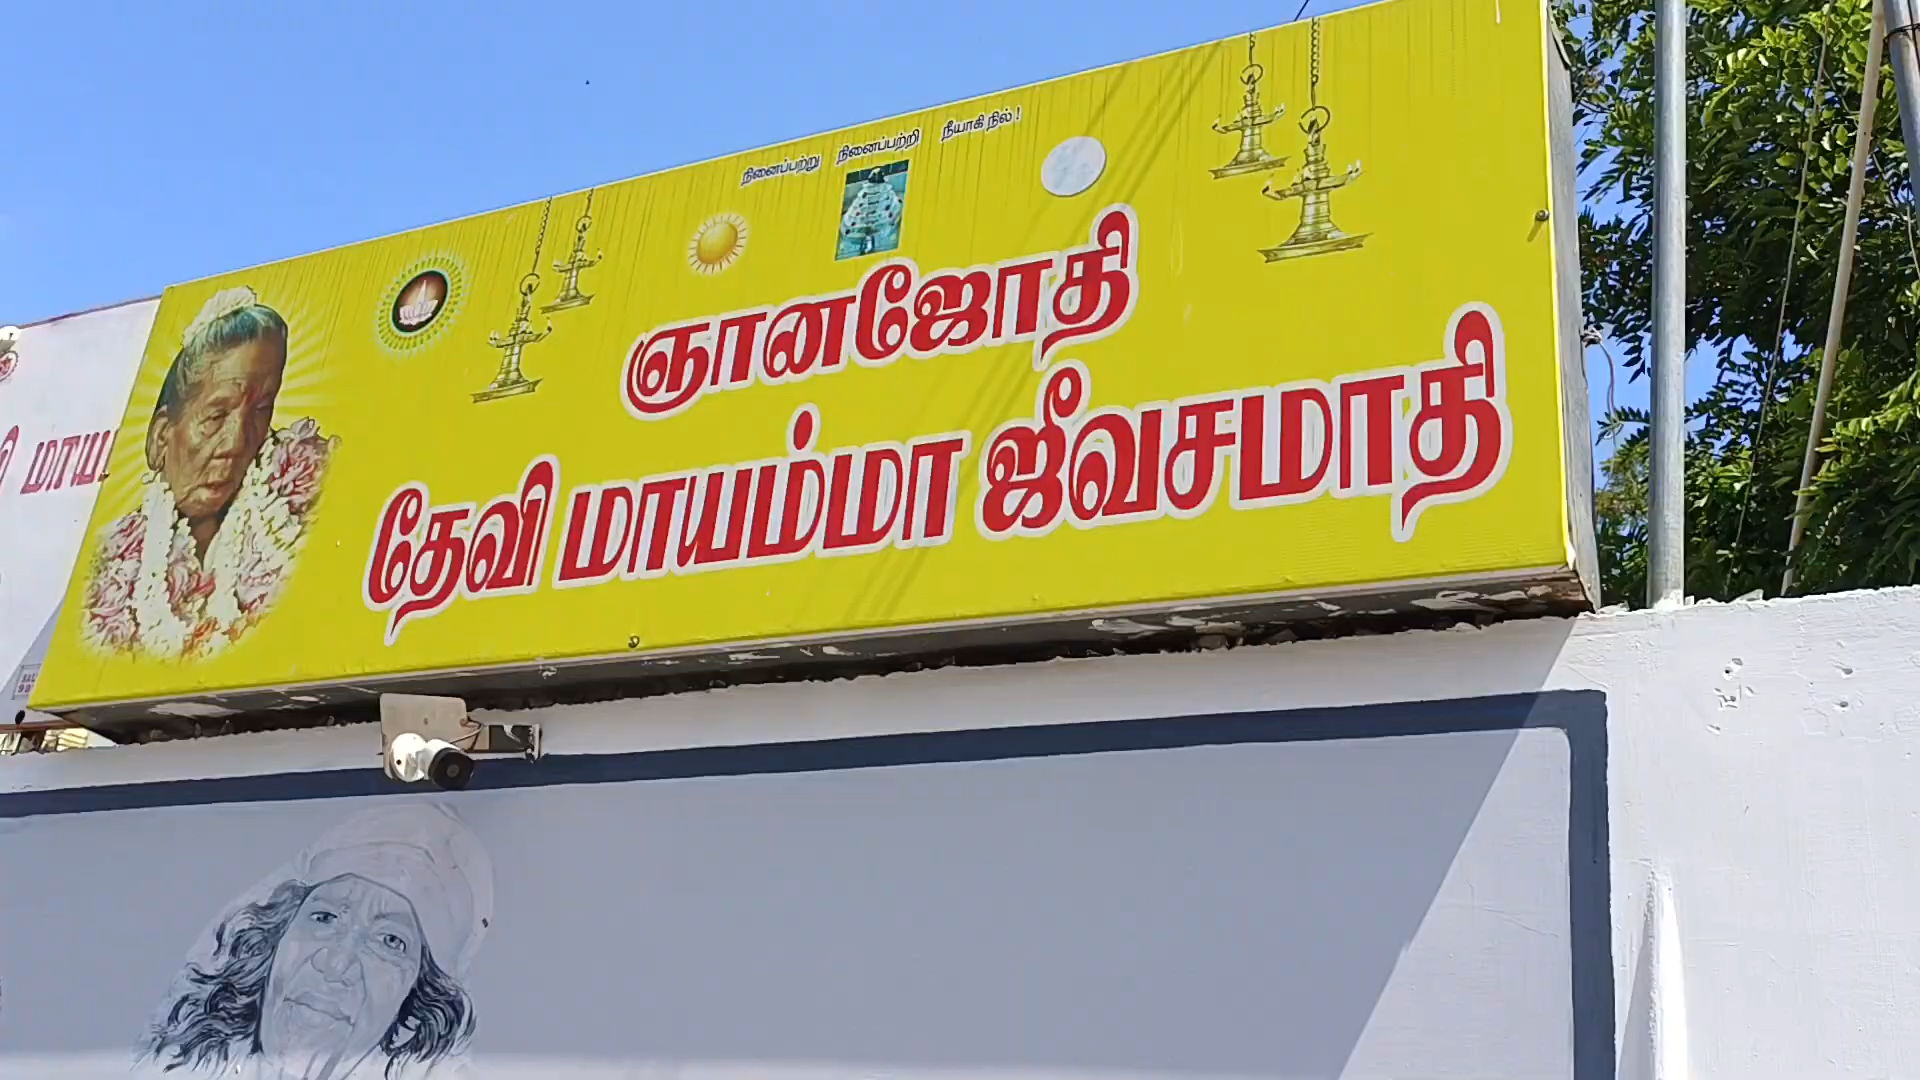 நினைப்பற்று நினைப்பற்றி நீயாகி நில் !
ஞானஜோதி
தேவி மாயம்மா ஜீவசமாதி